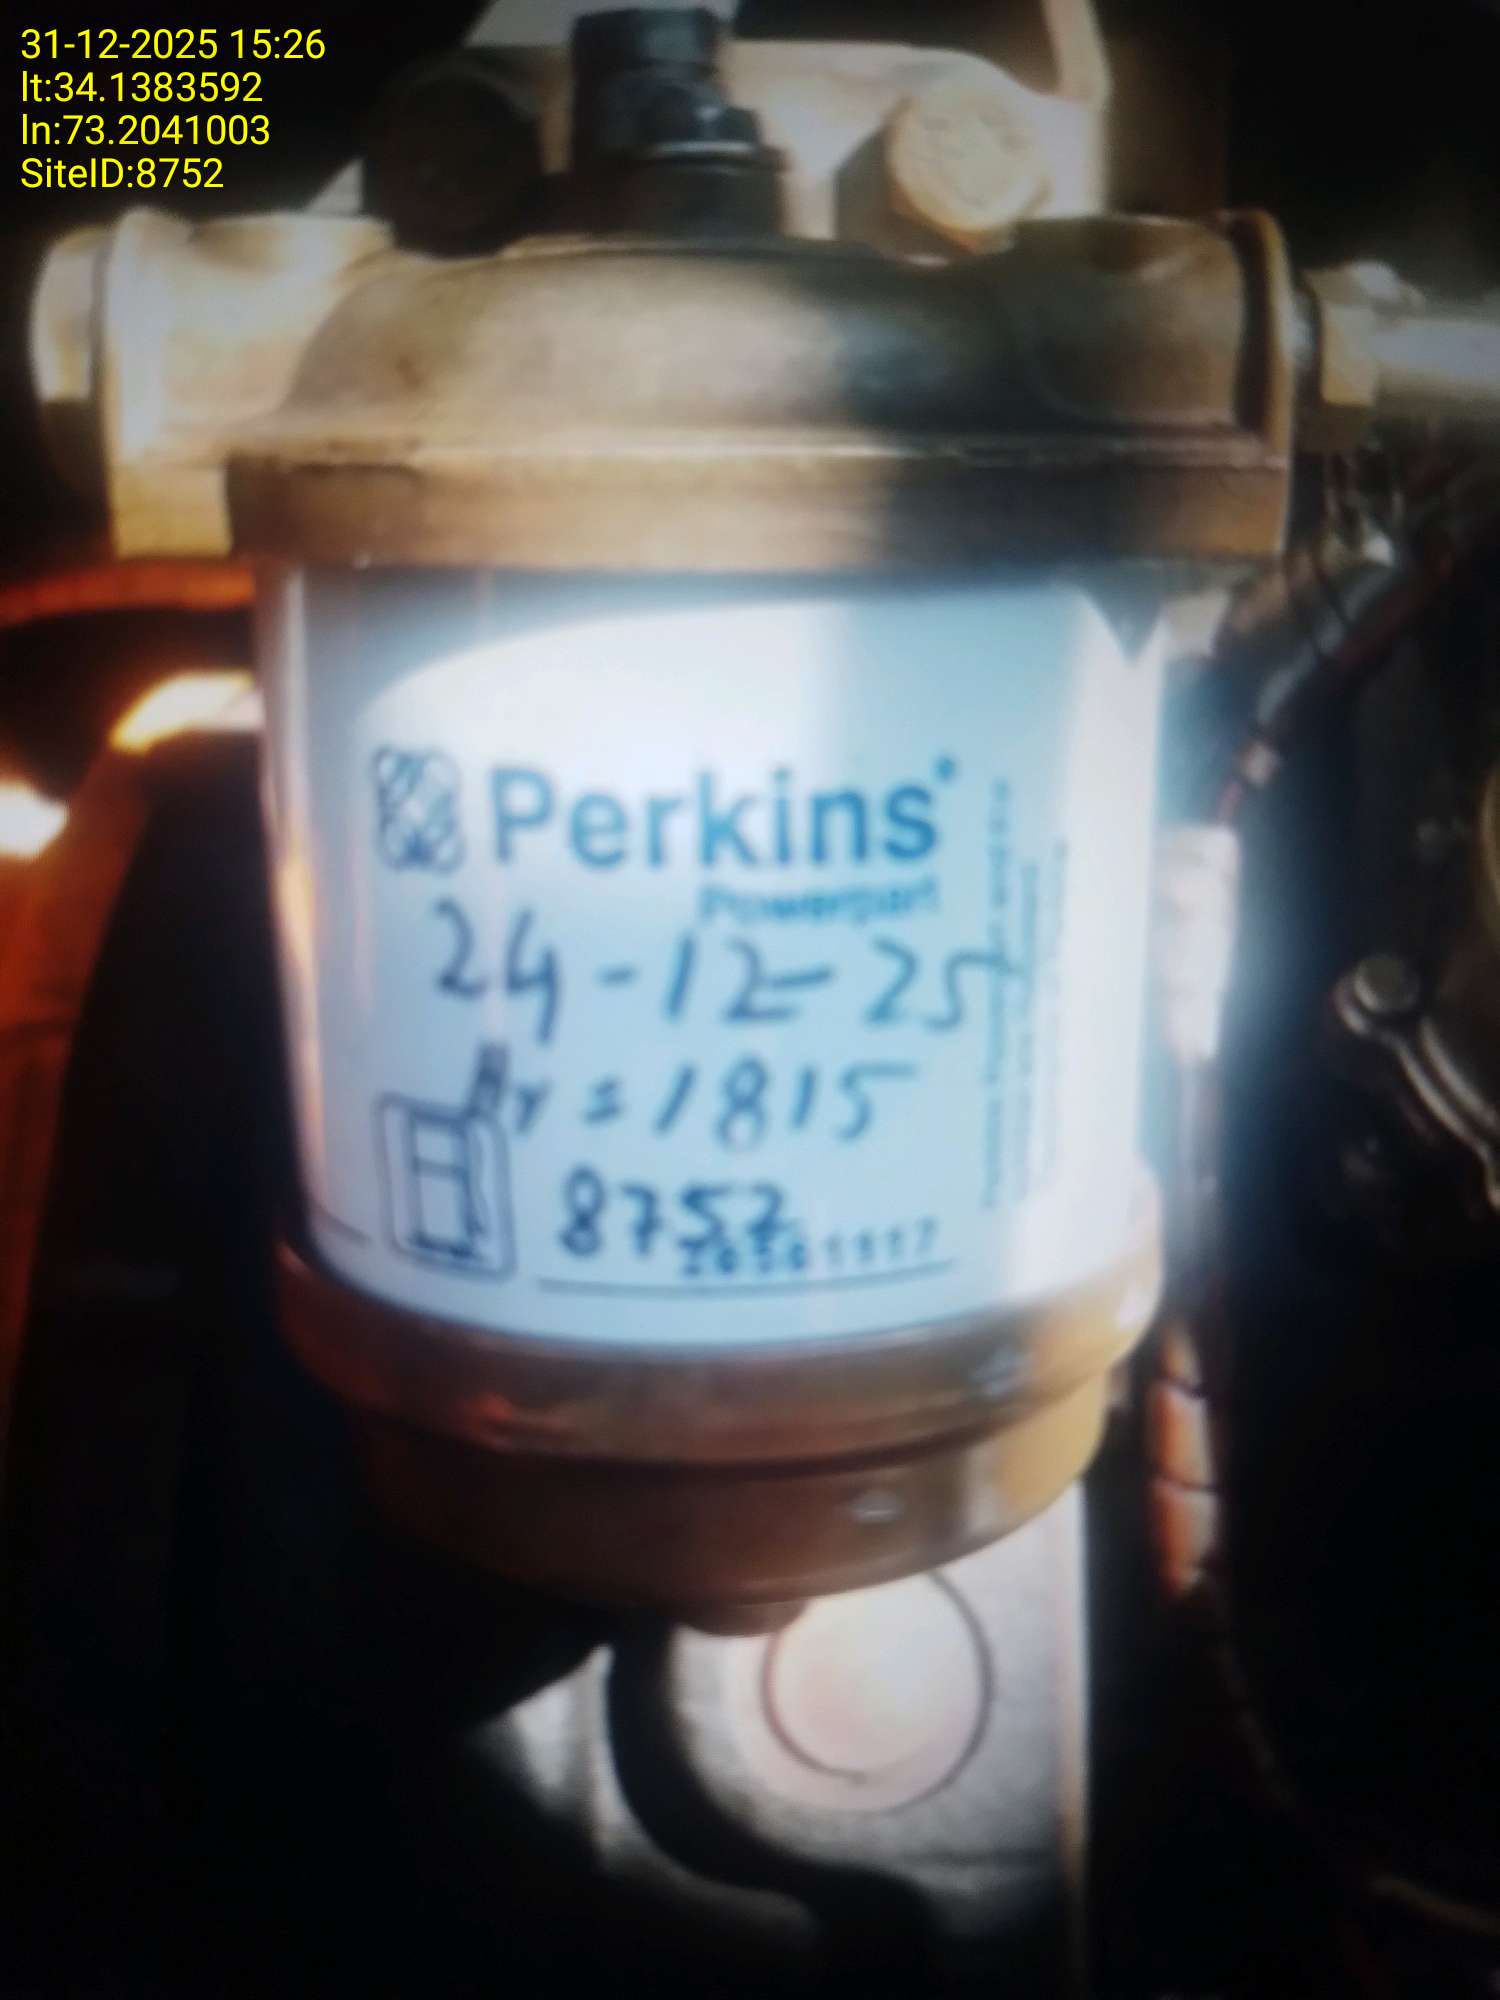 31-12-2025 15:26
lt:34.1383592
ln:73.2041003
SiteID:8752
Perkins
Powerpart
24-12-25
Hr = 1815
8752